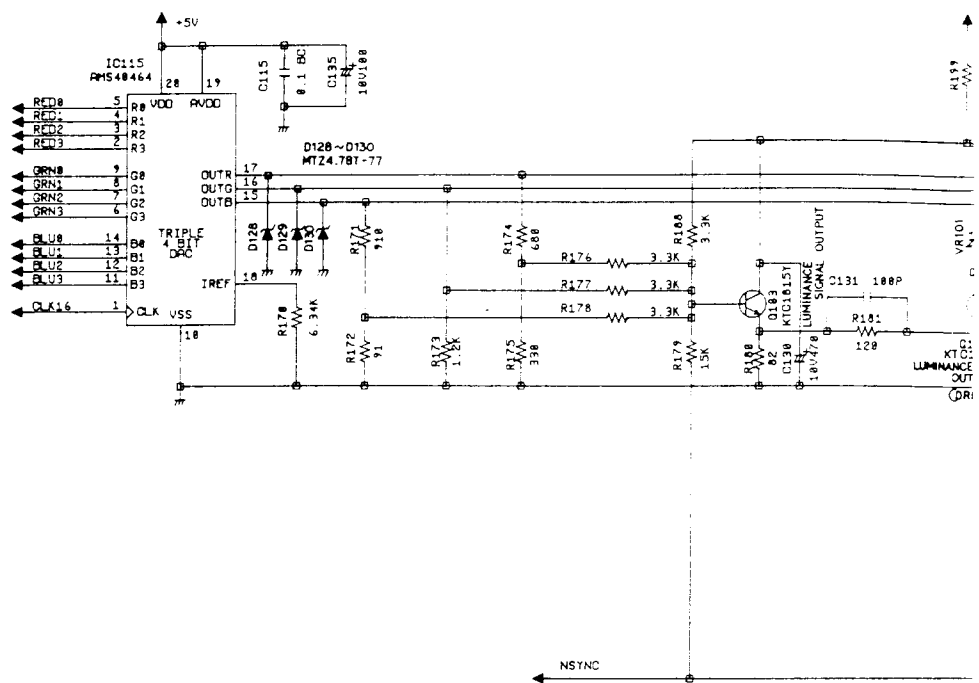 +5V
IC115
AMS40464
20
19
VDD
AVDD
C115
0.1 BC
C135
10V100
R199
RED0 5 R0
RED1 4 R1
RED2 3 R2
RED3 2 R3
GRN0 9 G0
GRN1 8 G1
GRN2 7 G2
GRN3 6 G3
BLU0 14 B0
BLU1 13 B1
BLU2 12 B2
BLU3 11 B3
CLK16 1 CLK
TRIPLE
4 BIT
DAC
VSS
10
OUTR 17
OUTG 16
OUTB 15
IREF 18
D128~D130
MTZ4.7BT-77
D128
D129
D130
R170
6.34K
R171
910
R172
91
R173
1.2K
R174
680
R175
330
R176 3.3K
R177 3.3K
R178 3.3K
R188
3.3K
R179
15K
Q103
KTC1815Y
LUMINANCE
SIGNAL OUTPUT
R180
82
C130
10V470
C131 100P
R181
120
VR101
LUMINANCE
OUT
NSYNC